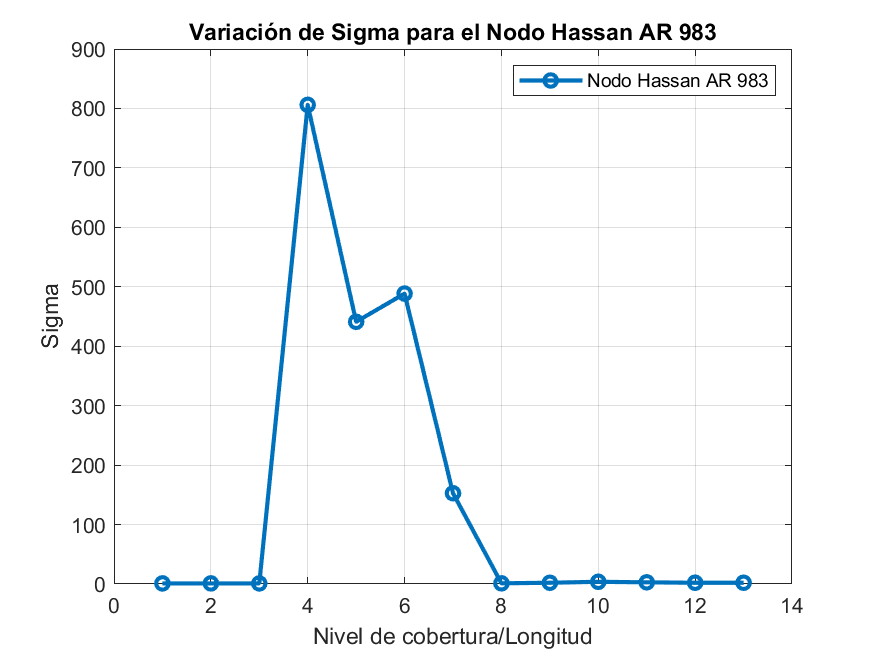 Variación de Sigma para el Nodo Hassan AR 983
Nodo Hassan AR 983
900
800
700
600
500
400
300
200
100
0
Sigma
0 2 4 6 8 10 12 14
Nivel de cobertura/Longitud